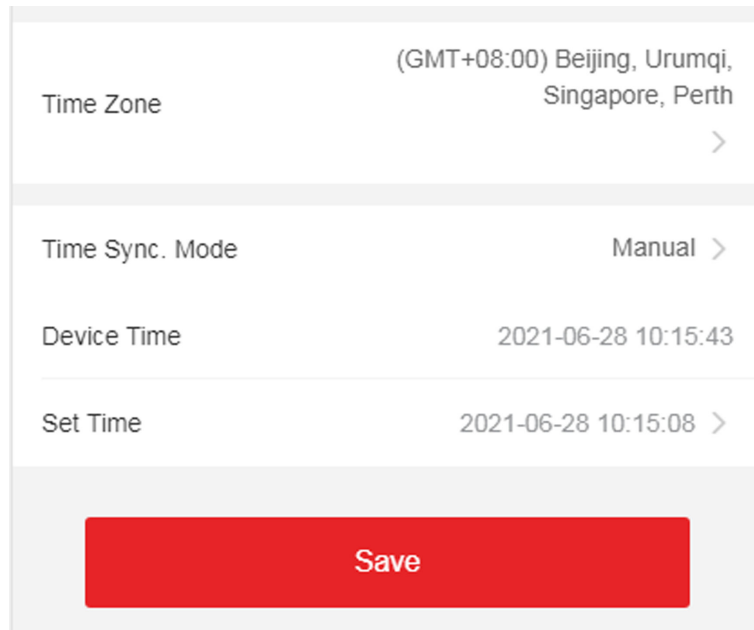 (GMT+08:00) Beijing, Urumqi,
Time Zone
Singapore, Perth
Time Sync. Mode Manual
Device Time 2021-06-28 10:15:43
Set Time 2021-06-28 10:15:08
Save